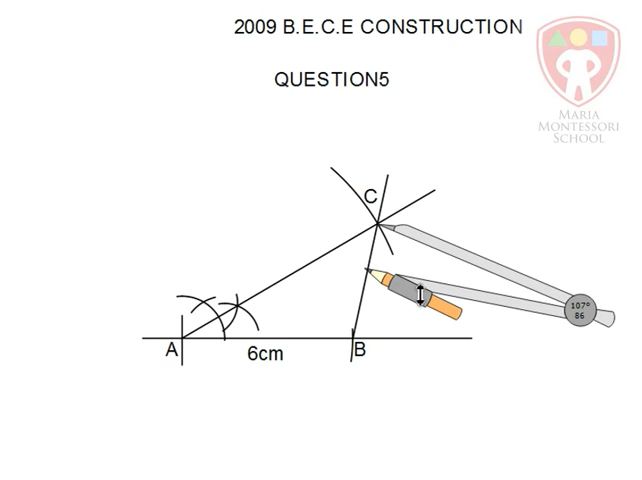 2009 B.E.C.E CONSTRUCTION
QUESTION5
MARIA
MONTESSORI
SCHOOL
C
A
B
6cm
107°
86